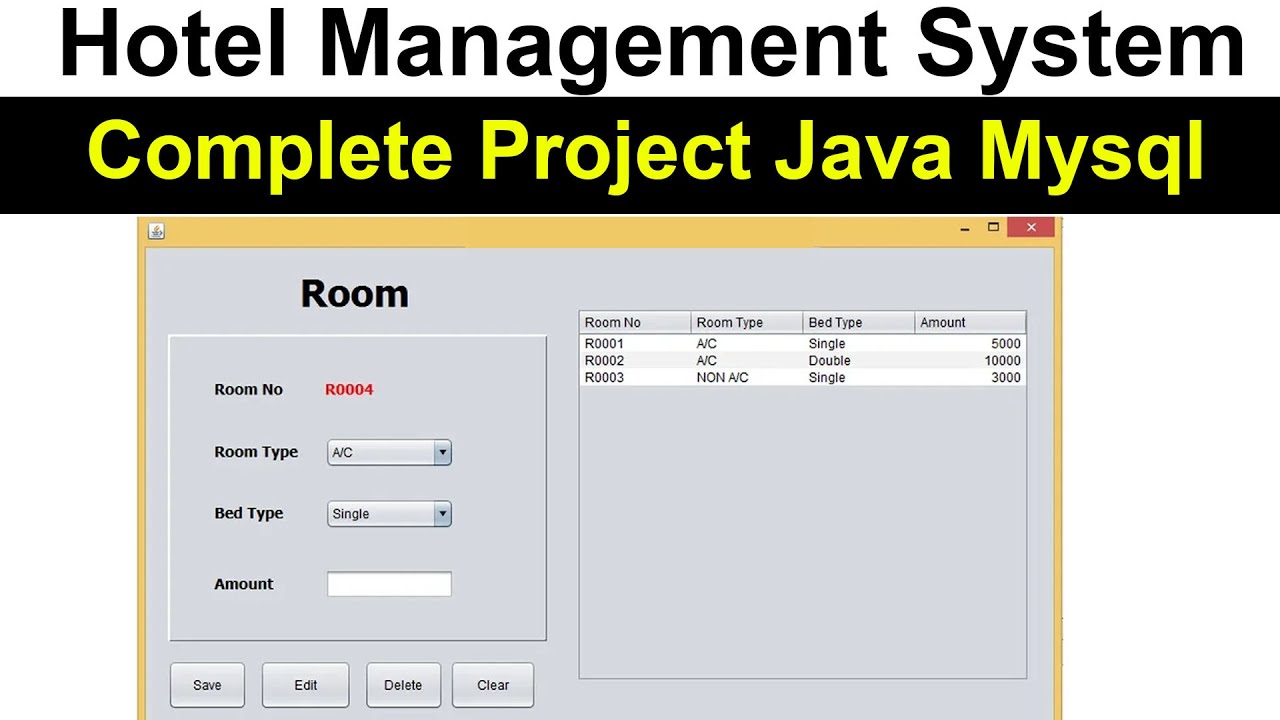 Hotel Management System
Complete Project Java Mysql
Room
Room No R0004
Room Type A/C
Bed Type Single
Amount
Save Edit Delete Clear
Room No Room Type Bed Type Amount
R0001 A/C Single 5000
R0002 A/C Double 10000
R0003 NON A/C Single 3000